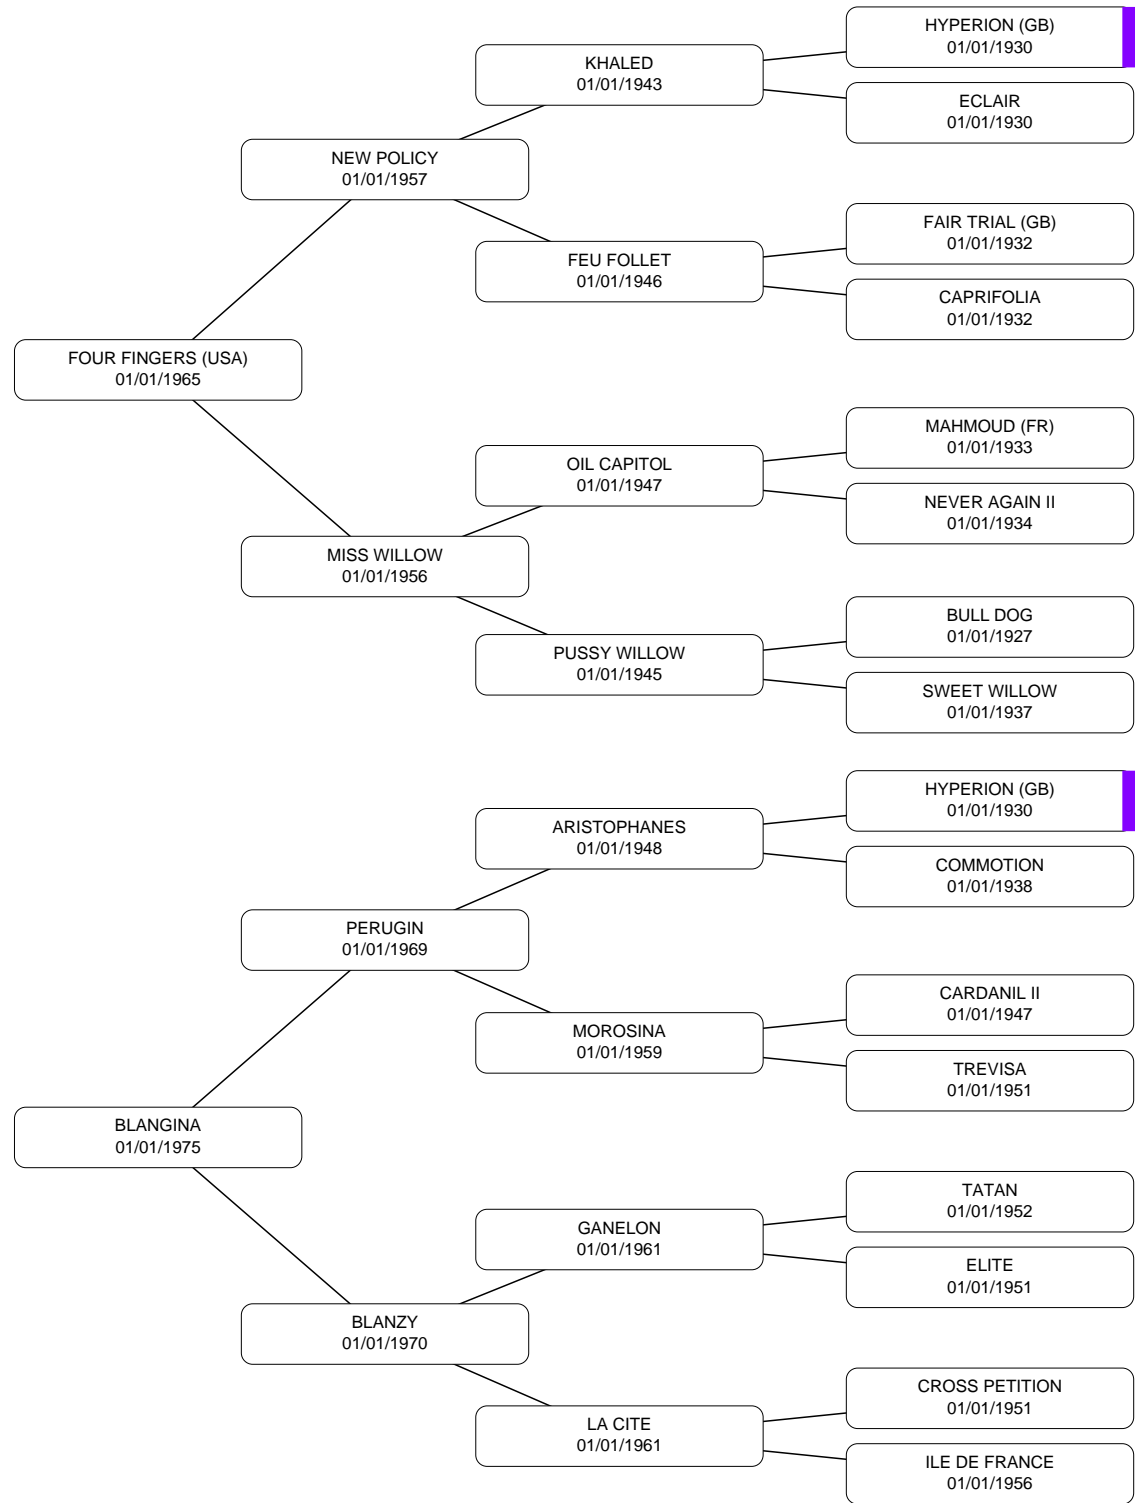 HYPERION (GB)
01/01/1930
KHALED
01/01/1943
ECLAIR
01/01/1930
NEW POLICY
01/01/1957
FAIR TRIAL (GB)
01/01/1932
FEU FOLLET
01/01/1946
CAPRIFOLIA
01/01/1932
FOUR FINGERS (USA)
01/01/1965
MAHMOUD (FR)
01/01/1933
OIL CAPITOL
01/01/1947
NEVER AGAIN II
01/01/1934
MISS WILLOW
01/01/1956
BULL DOG
01/01/1927
PUSSY WILLOW
01/01/1945
SWEET WILLOW
01/01/1937
HYPERION (GB)
01/01/1930
ARISTOPHANES
01/01/1948
COMMOTION
01/01/1938
PERUGIN
01/01/1969
CARDANIL II
01/01/1947
MOROSINA
01/01/1959
TREVISA
01/01/1951
BLANGINA
01/01/1975
TATAN
01/01/1952
GANELON
01/01/1961
ELITE
01/01/1951
BLANZY
01/01/1970
CROSS PETITION
01/01/1951
LA CITE
01/01/1961
ILE DE FRANCE
01/01/1956